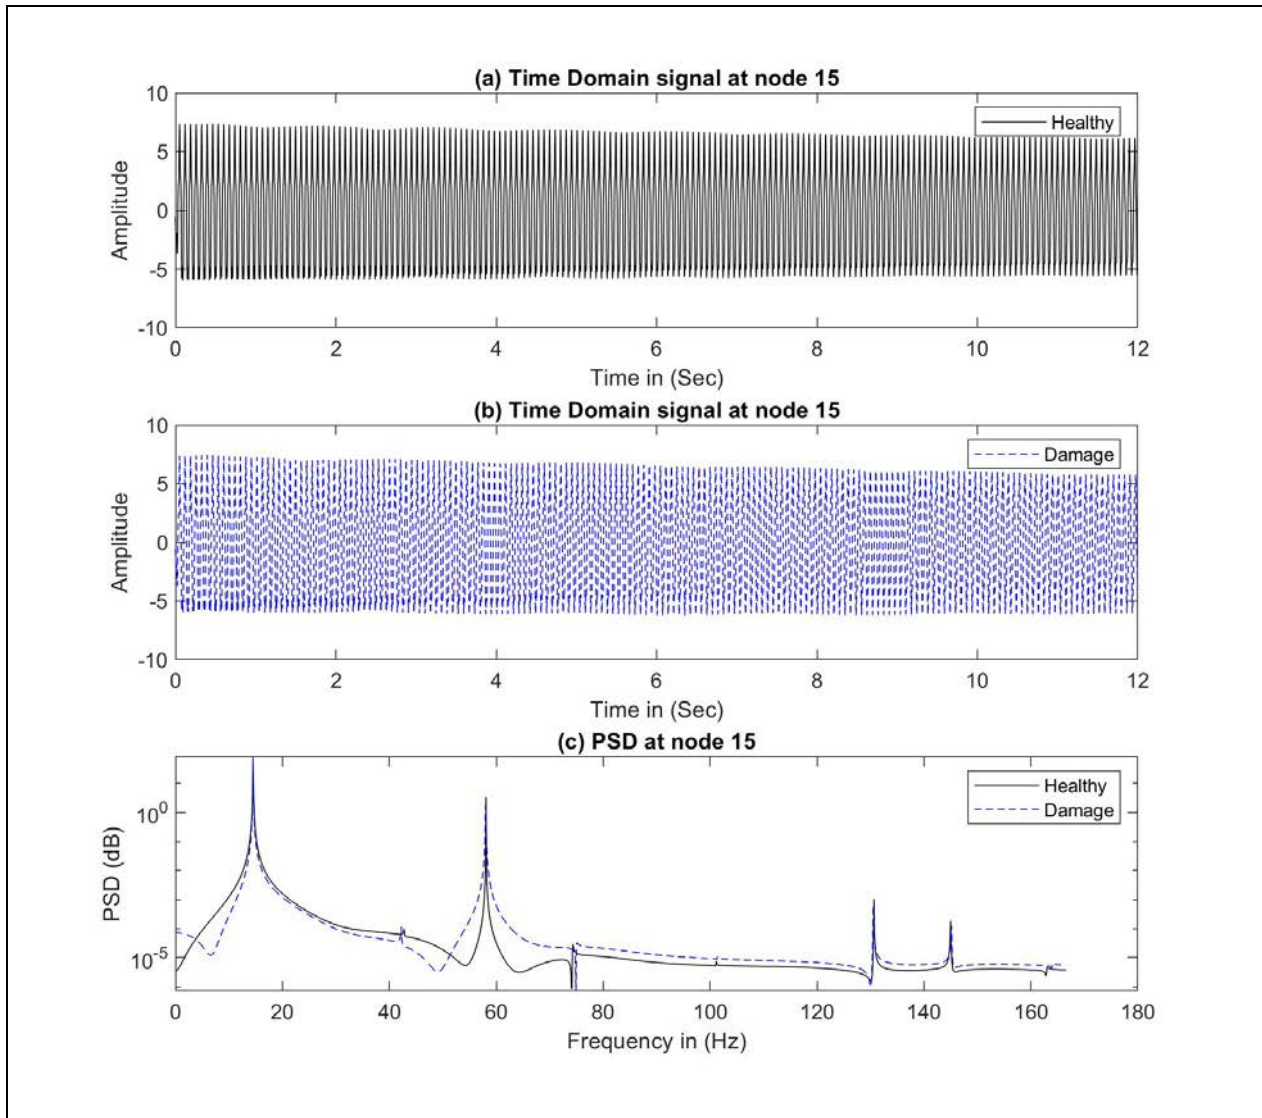 (a) Time Domain signal at node 15
10
5
0
-5
-10
Amplitude
Healthy
0 2 4 6 8 10 12
Time in (Sec)
(b) Time Domain signal at node 15
10
5
0
-5
-10
Amplitude
Damage
0 2 4 6 8 10 12
Time in (Sec)
(c) PSD at node 15
10^0
10^-5
PSD (dB)
Healthy
Damage
0 20 40 60 80 100 120 140 160 180
Frequency in (Hz)